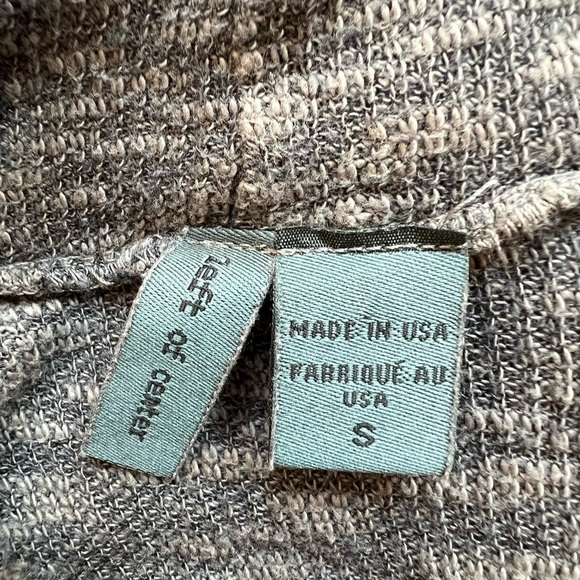 left of center
MADE IN USA
FABRIQUÉ AU
USA
S